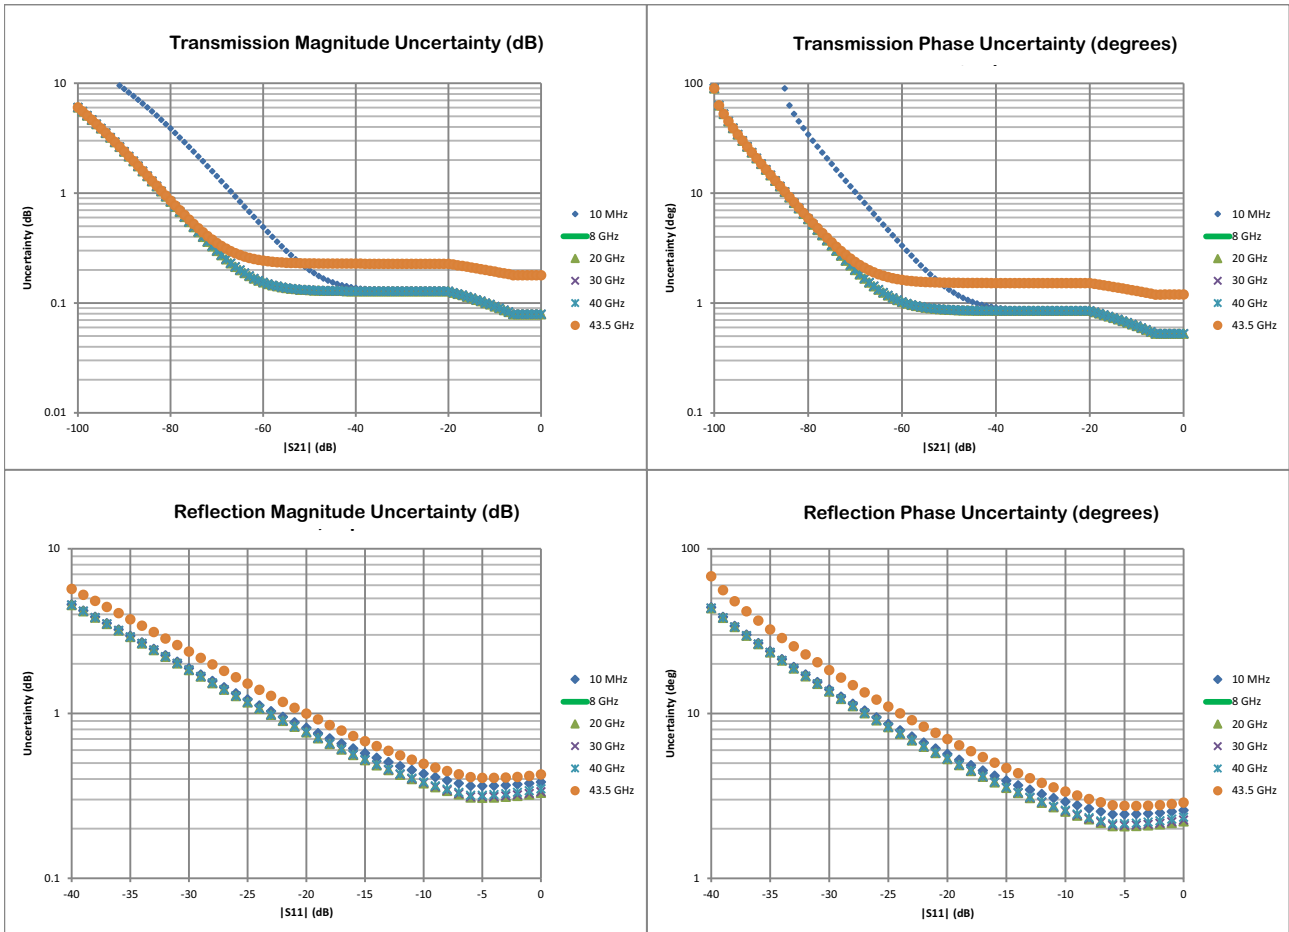 Transmission Magnitude Uncertainty (dB)
10
1
0.1
0.01
Uncertainty (dB)
-100
-80
-60
-40
-20
0
|S21| (dB)
10 MHz
8 GHz
20 GHz
30 GHz
40 GHz
43.5 GHz
Transmission Phase Uncertainty (degrees)
100
10
1
0.1
Uncertainty (deg)
-100
-80
-60
-40
-20
0
|S21| (dB)
10 MHz
8 GHz
20 GHz
30 GHz
40 GHz
43.5 GHz
Reflection Magnitude Uncertainty (dB)
10
1
0.1
Uncertainty (dB)
-40
-35
-30
-25
-20
-15
-10
-5
0
|S11| (dB)
10 MHz
8 GHz
20 GHz
30 GHz
40 GHz
43.5 GHz
Reflection Phase Uncertainty (degrees)
100
10
1
Uncertainty (deg)
-40
-35
-30
-25
-20
-15
-10
-5
0
|S11| (dB)
10 MHz
8 GHz
20 GHz
30 GHz
40 GHz
43.5 GHz